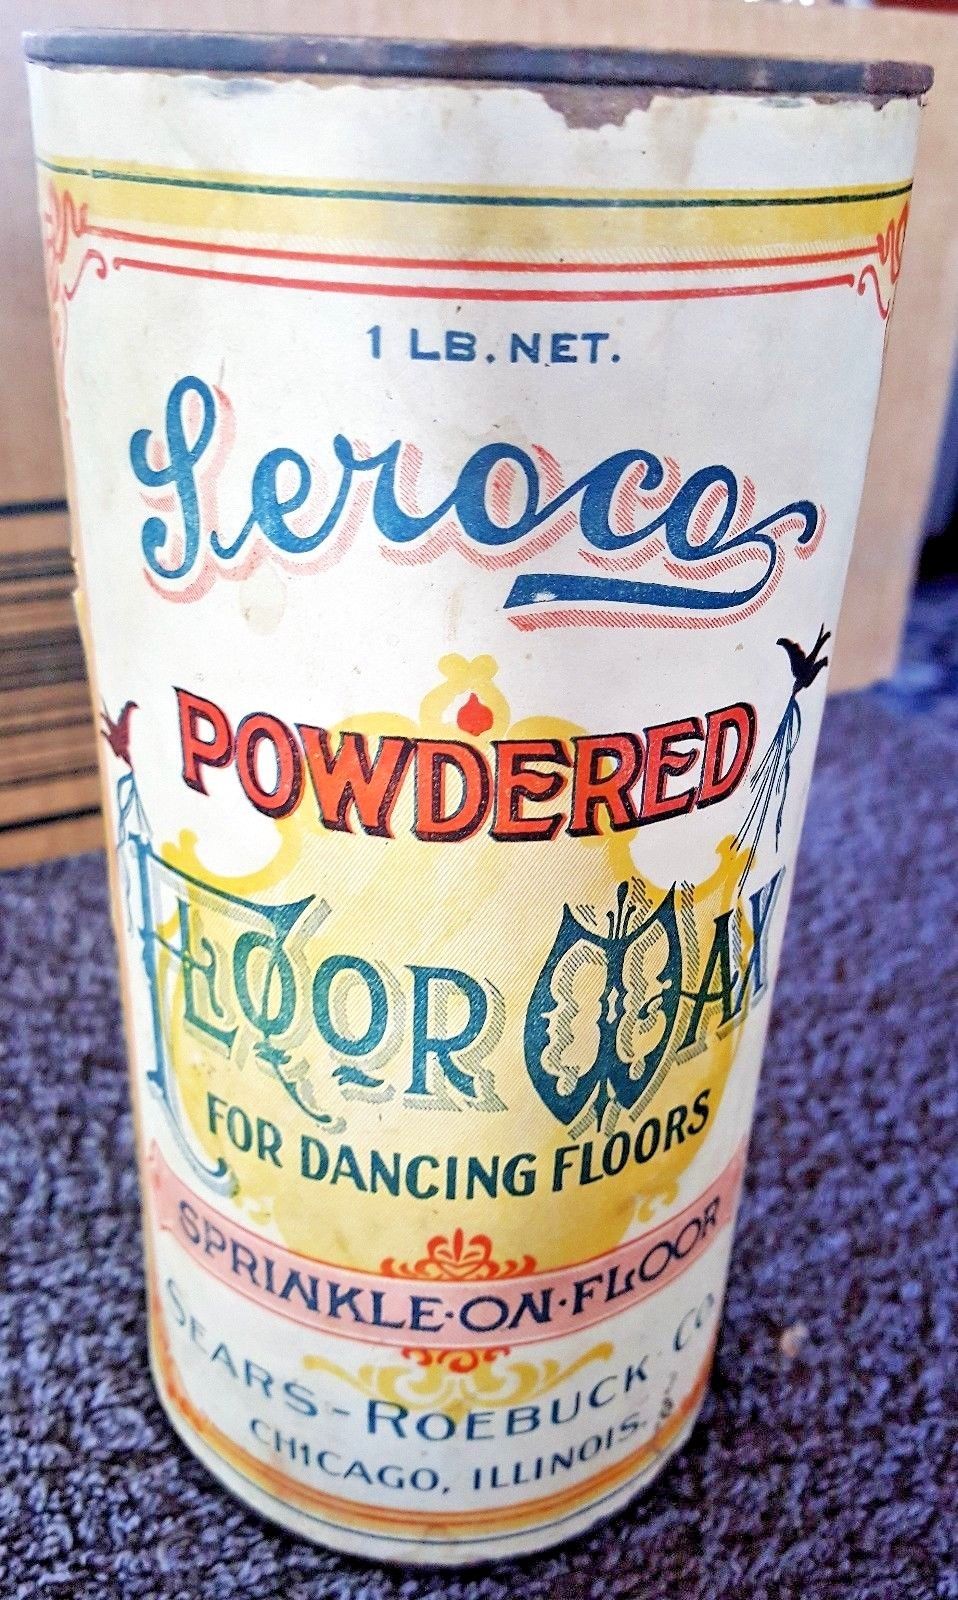 1 LB. NET.
Seroco
POWDERED
FLOOR WAX
FOR DANCING FLOORS
SPRINKLE·ON·FLOOR
SEARS-ROEBUCK·CO.
CHICAGO, ILLINOIS.